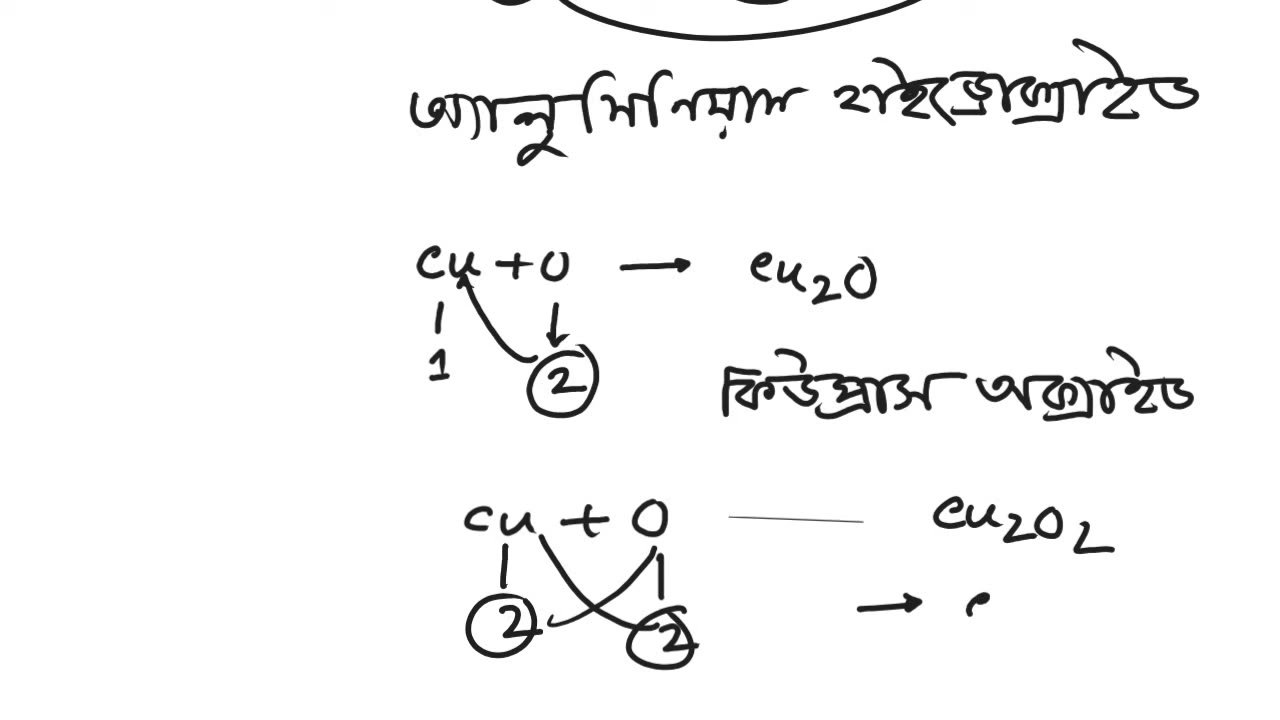 অ্যালুমিনিয়াম হাইড্রোক্সাইড
Cu + O → Cu₂O
1 2
কিউপ্রাস অক্সাইড
Cu + O — Cu₂O₂
2 2 → C